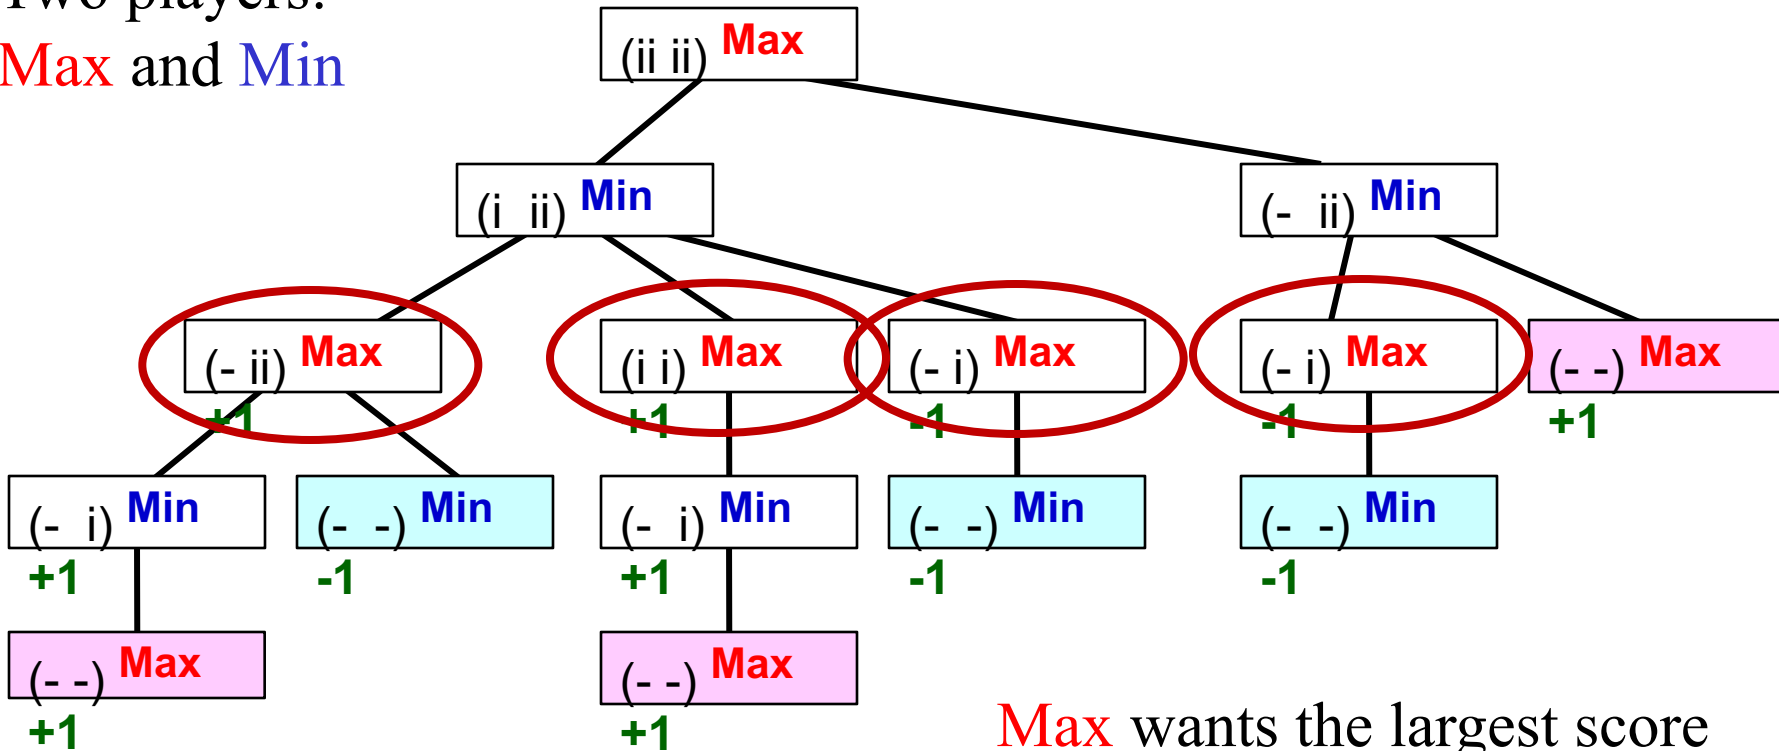 Two players:
Max and Min
(ii ii) Max
(i ii) Min
(- ii) Min
(- ii) Max
+1
(i i) Max
+1
(- i) Max
-1
(- i) Max
-1
(- -) Max
+1
(- i) Min
+1
(- -) Min
-1
(- i) Min
+1
(- -) Min
-1
(- -) Min
-1
(- -) Max
+1
(- -) Max
+1
Max wants the largest score